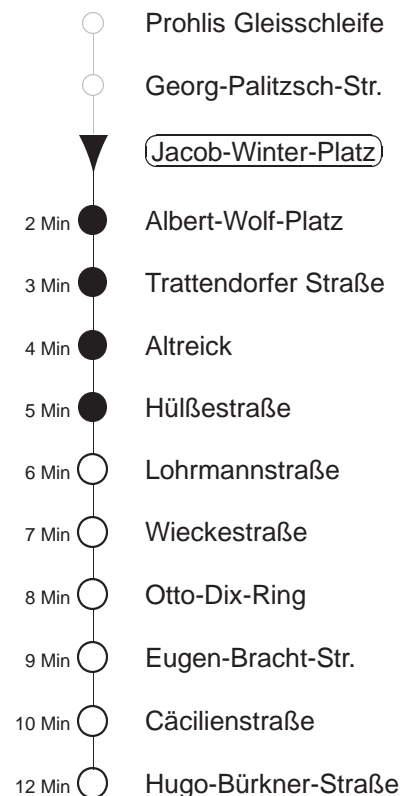 Prohlis Gleisschleife
Georg-Palitzsch-Str.
Jacob-Winter-Platz
2 Min Albert-Wolf-Platz
3 Min Trattendorfer Straße
4 Min Altreick
5 Min Hülßestraße
6 Min Lohrmannstraße
7 Min Wieckestraße
8 Min Otto-Dix-Ring
9 Min Eugen-Bracht-Str.
10 Min Cäcilienstraße
12 Min Hugo-Bürkner-Straße